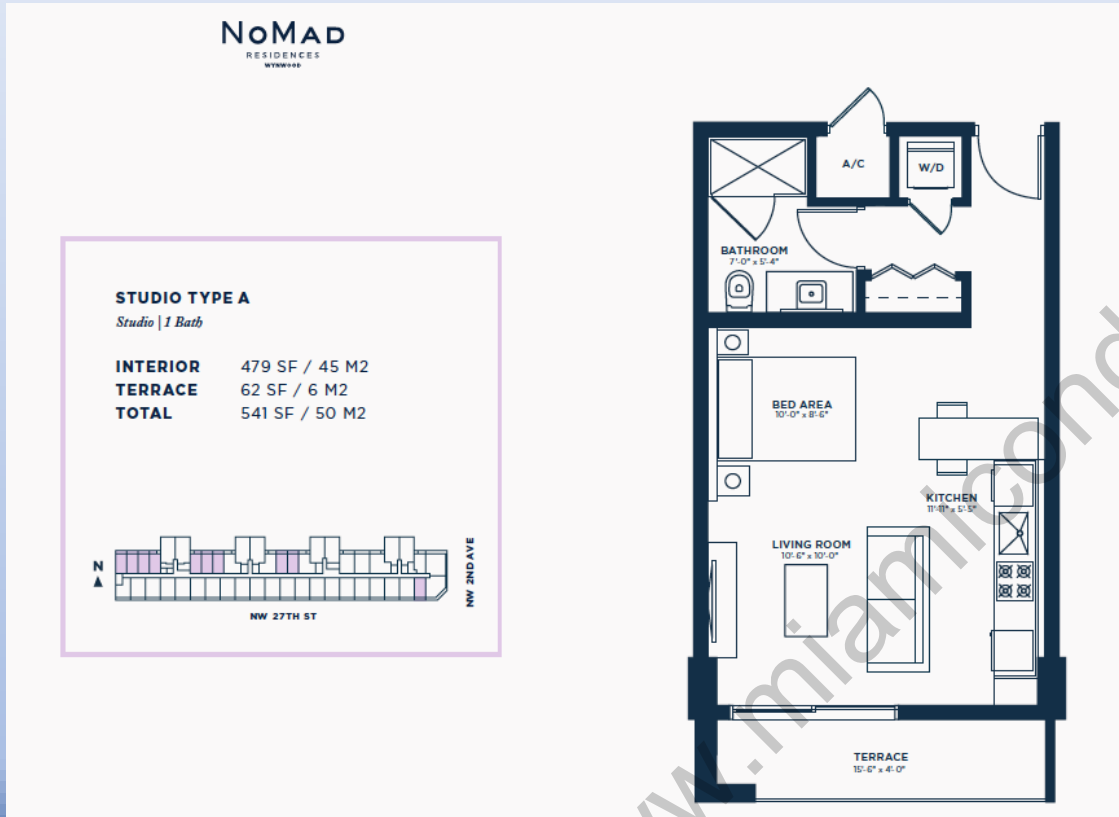 NOMAD
RESIDENCES
WYNWOOD
STUDIO TYPE A
Studio | 1 Bath
INTERIOR 479 SF / 45 M2
TERRACE 62 SF / 6 M2
TOTAL 541 SF / 50 M2
N
NW 2ND AVE
NW 27TH ST
A/C
W/D
BATHROOM
7'-0" x 5'-4"
BED AREA
10'-0" x 8'-6"
KITCHEN
11'-11" x 5'-5"
LIVING ROOM
10'-6" x 10'-0"
TERRACE
15'-6" x 4'-0"
w.miamicond